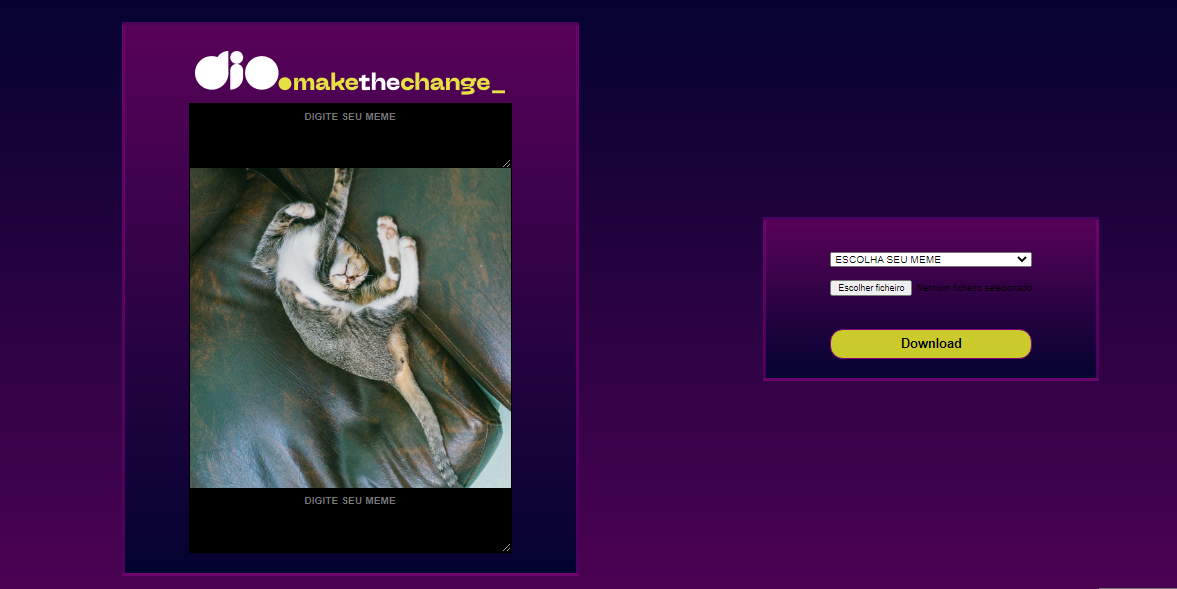 dio.makethechange_
DIGITE SEU MEME
DIGITE SEU MEME
ESCOLHA SEU MEME
Escolher ficheiro Nenhum ficheiro selecionado
Download